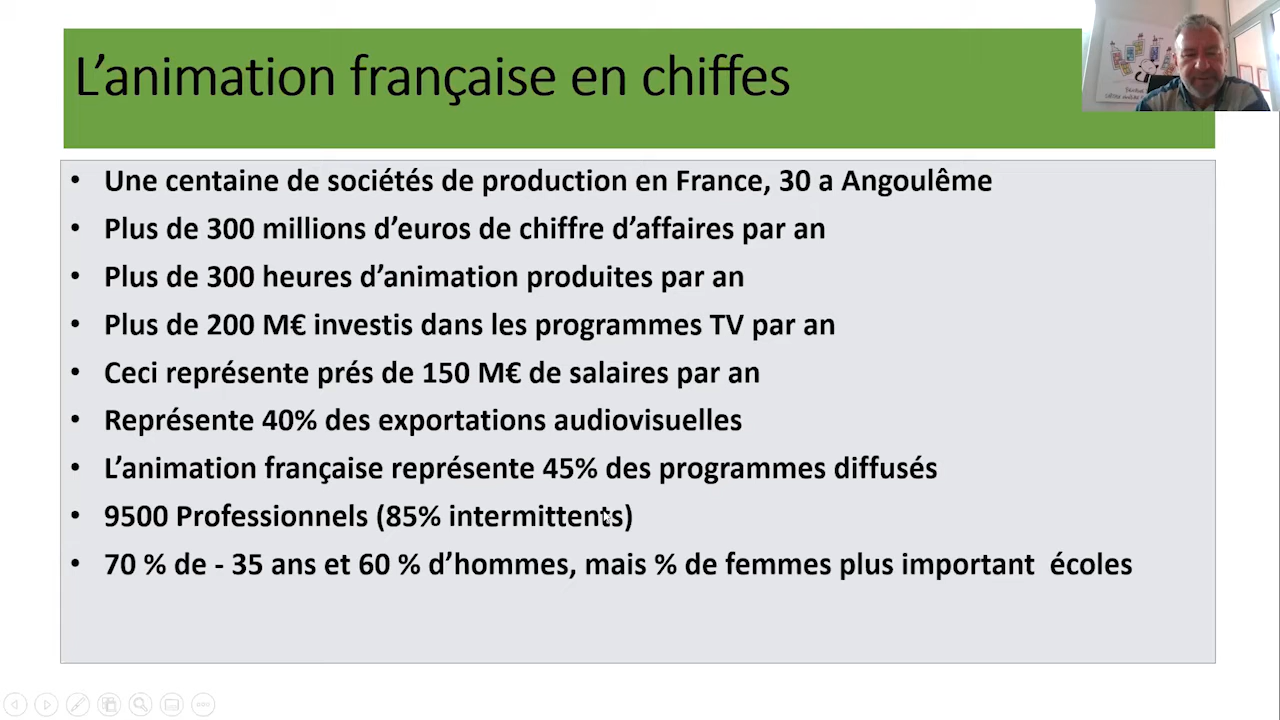 L’animation française en chiffes
• Une centaine de sociétés de production en France, 30 a Angoulême
• Plus de 300 millions d’euros de chiffre d’affaires par an
• Plus de 300 heures d’animation produites par an
• Plus de 200 M€ investis dans les programmes TV par an
• Ceci représente prés de 150 M€ de salaires par an
• Représente 40% des exportations audiovisuelles
• L’animation française représente 45% des programmes diffusés
• 9500 Professionnels (85% intermittents)
• 70 % de - 35 ans et 60 % d’hommes, mais % de femmes plus important  écoles